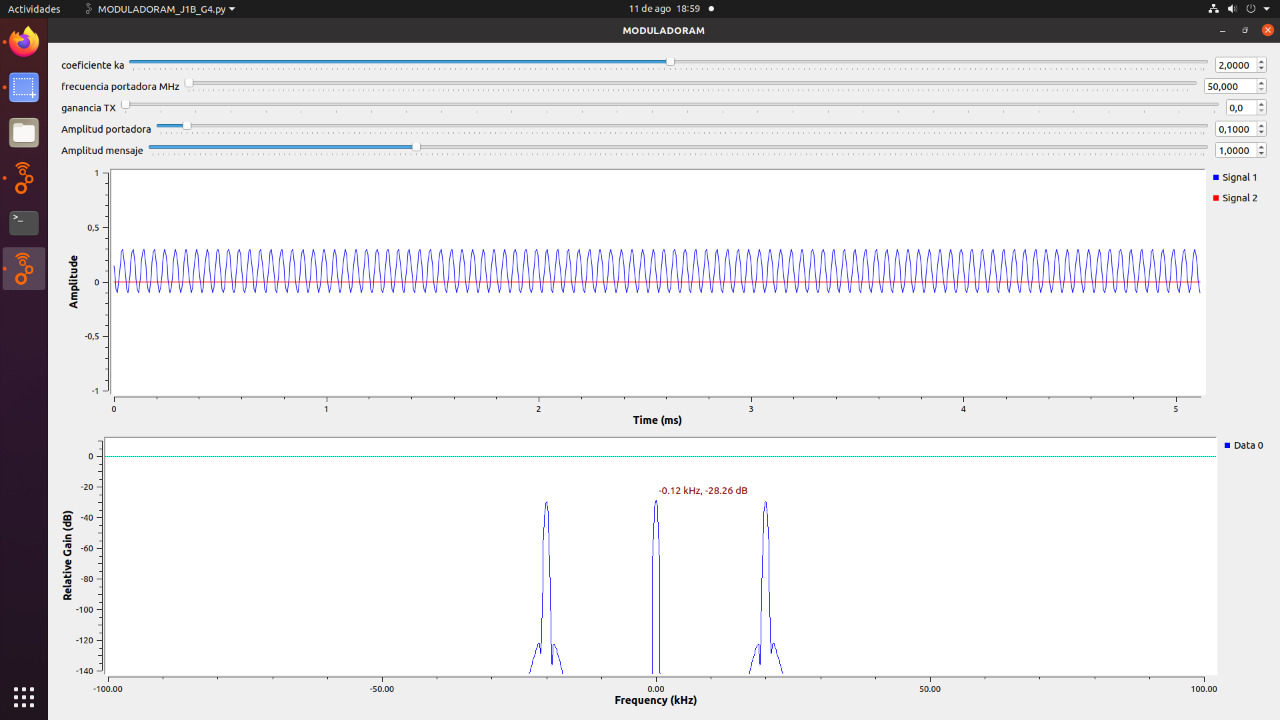 Actividades MODULADORAM_J1B_G4.py 11 de ago 18:59
MODULADORAM
coeficiente ka 2,0000
frecuencia portadora MHz 50,000
ganancia TX 0,0
Amplitud portadora 0,1000
Amplitud mensaje 1,0000
1
0,5
0
-0,5
-1
Amplitude
0 1 2 3 4 5
Time (ms)
Signal 1
Signal 2
0
-20
-40
-60
-80
-100
-120
-140
Relative Gain (dB)
-0.12 kHz, -28.26 dB
-100.00 -50.00 0.00 50.00 100.00
Frequency (kHz)
Data 0